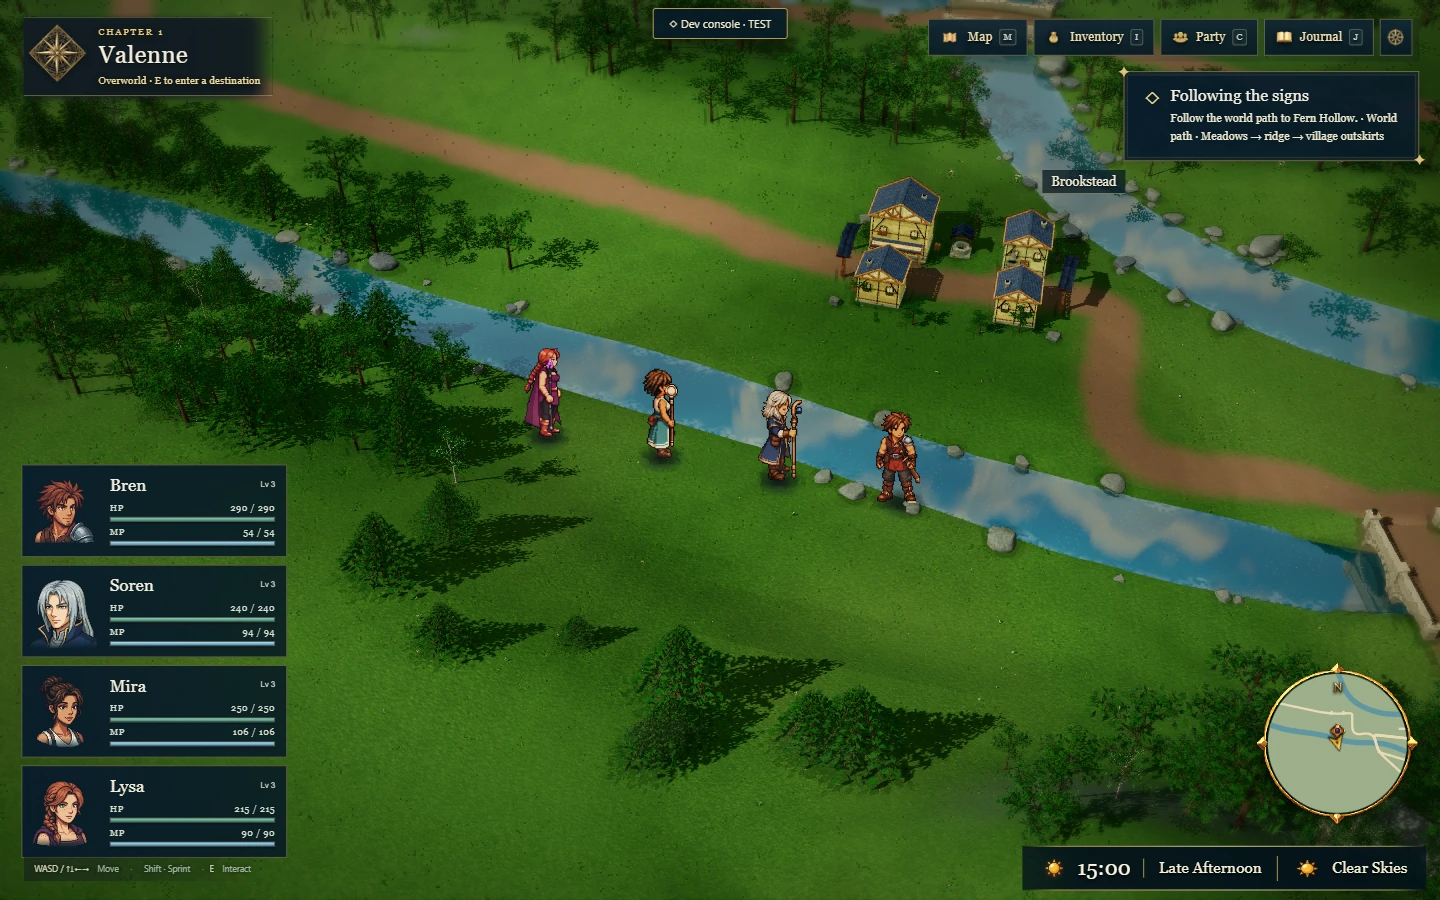 CHAPTER 1
Valenne
Overworld · E to enter a destination
◇ Dev console · TEST
Map M
Inventory I
Party C
Journal J
Following the signs
Follow the world path to Fern Hollow. · World
path · Meadows → ridge → village outskirts
Brookstead
Bren Lv 3
HP 290 / 290
MP 54 / 54
Soren Lv 3
HP 240 / 240
MP 94 / 94
Mira Lv 3
HP 250 / 250
MP 106 / 106
Lysa Lv 3
HP 215 / 215
MP 90 / 90
WASD / ↑↓←→ Move · Shift · Sprint · E Interact
N
15:00 Late Afternoon Clear Skies